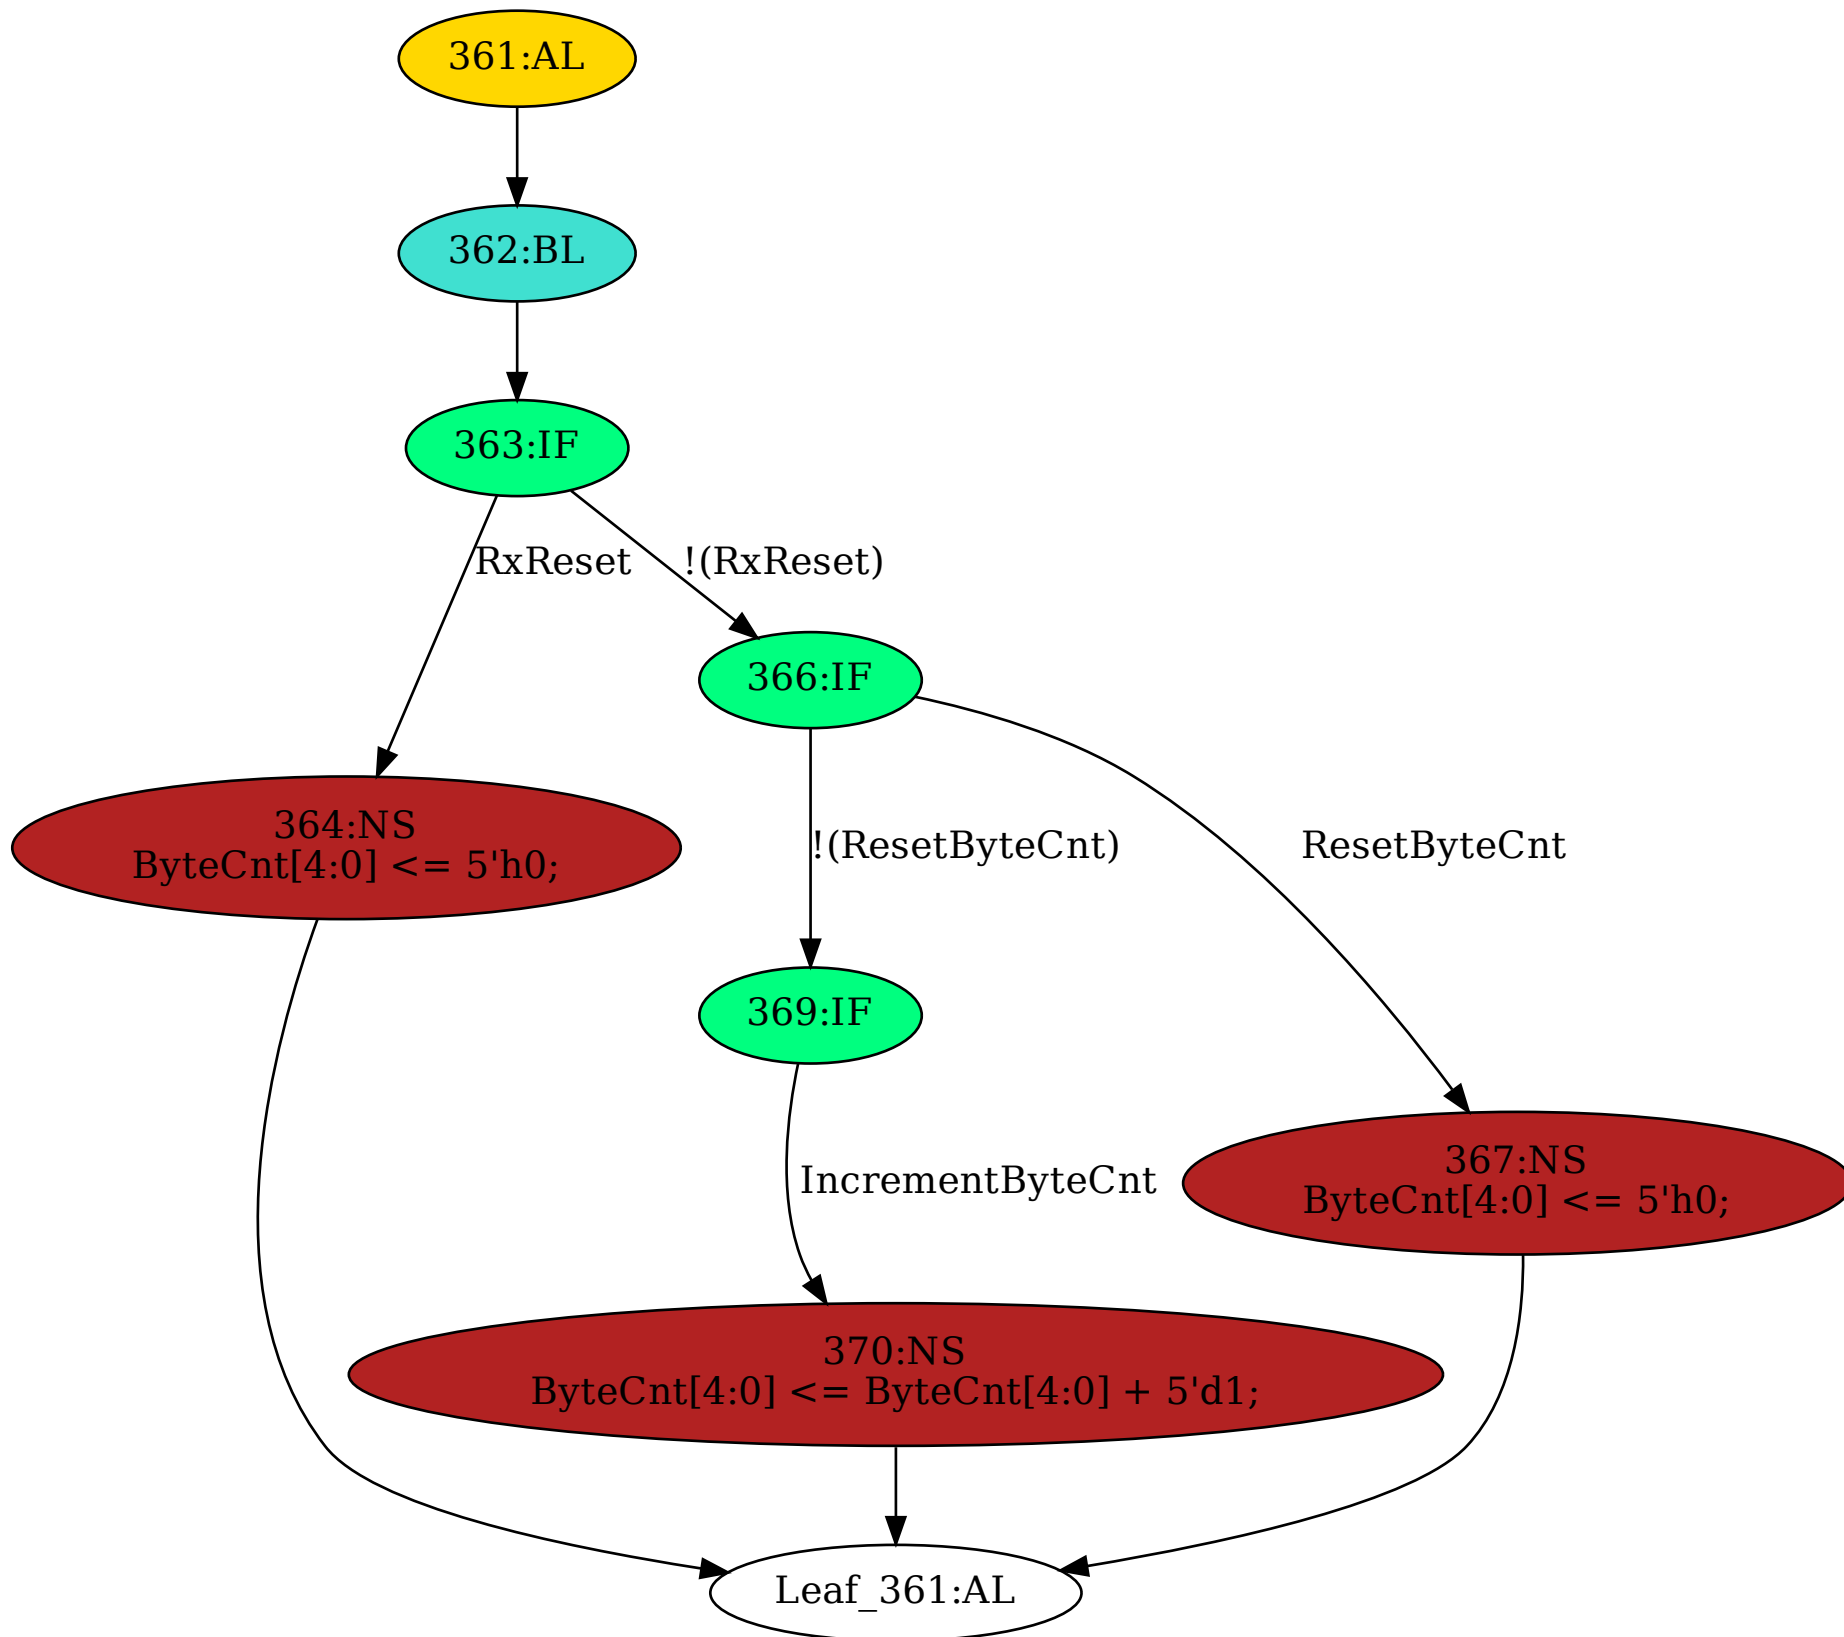 361:AL
362:BL
363:IF
RxReset
!(RxReset)
366:IF
364:NS
ByteCnt[4:0] <= 5'h0;
!(ResetByteCnt)
ResetByteCnt
369:IF
IncrementByteCnt
367:NS
ByteCnt[4:0] <= 5'h0;
370:NS
ByteCnt[4:0] <= ByteCnt[4:0] + 5'd1;
Leaf_361:AL